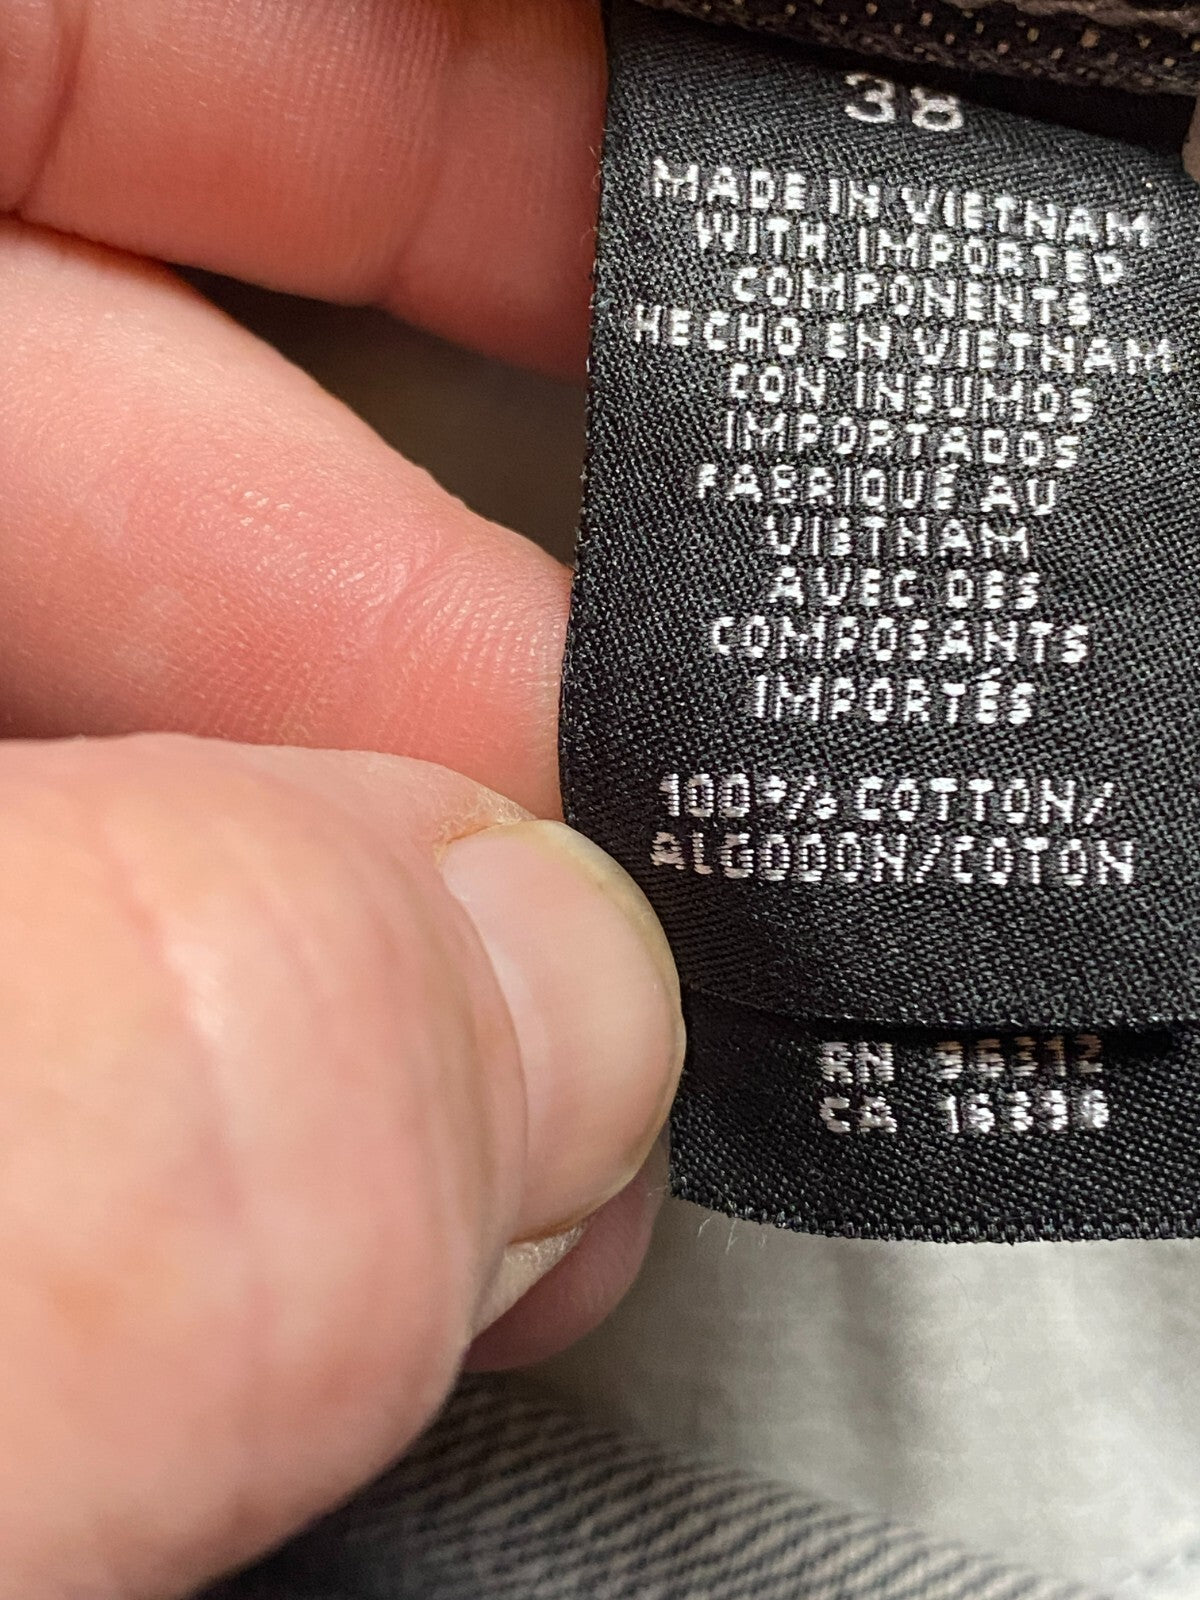 38
MADE IN VIETNAM
WITH IMPORTED
COMPONENTS
HECHO EN VIETNAM
CON INSUMOS
IMPORTADOS
FABRIQUÉ AU
VIETNAM
AVEC DES
COMPOSANTS
IMPORTÉS
100% COTTON/
ALGODON/COTON
RN
CA